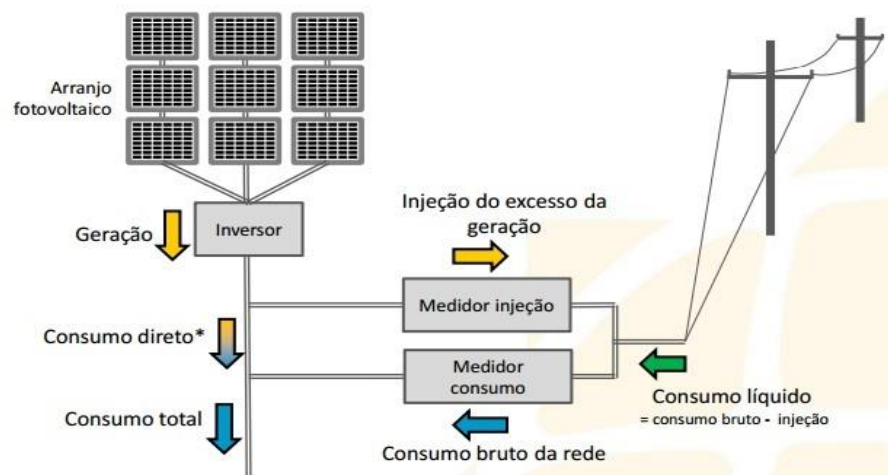 Arranjo
fotovoltaico
Geração
Inversor
Injeção do excesso da
geração
Medidor injeção
Consumo direto*
Medidor
consumo
Consumo líquido
= consumo bruto - injeção
Consumo total
Consumo bruto da rede